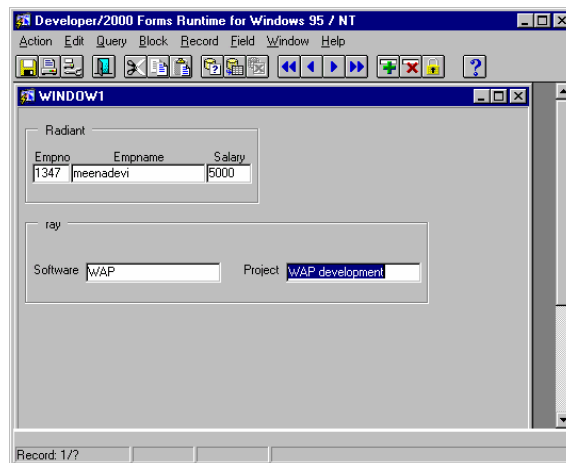 Developer/2000 Forms Runtime for Windows 95 / NT
Action Edit Query Block Record Field Window Help
WINDOW1
Radiant
Empno Empname Salary
1347 meenadevi 5000
ray
Software WAP Project WAP development
Record: 1/?